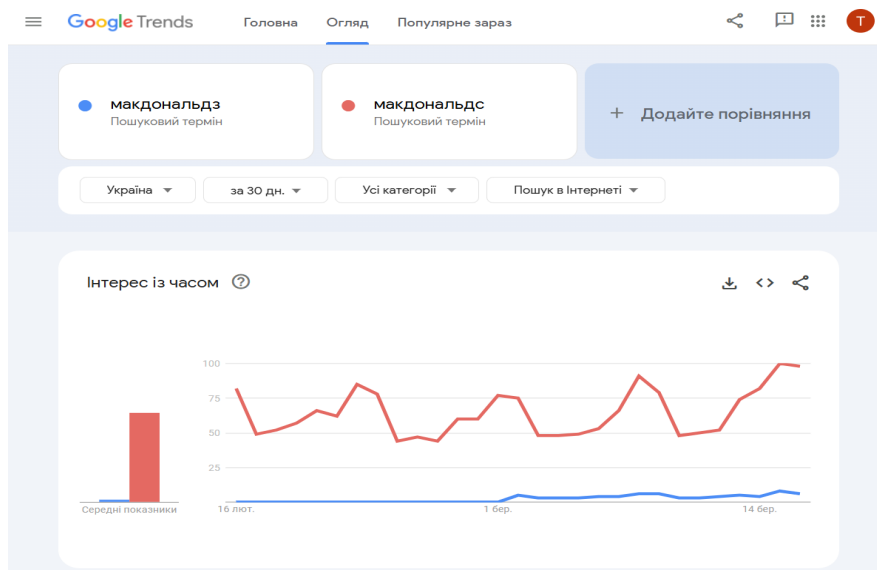 Google Trends
Головна
Огляд
Популярне зараз
Т
макдональдз
Пошуковий термін
макдональдс
Пошуковий термін
+ Додайте порівняння
Україна
за 30 дн.
Усі категорії
Пошук в Інтернеті
Інтерес із часом
100
75
50
25
Середні показники
16 лют.
1 бер.
14 бер.